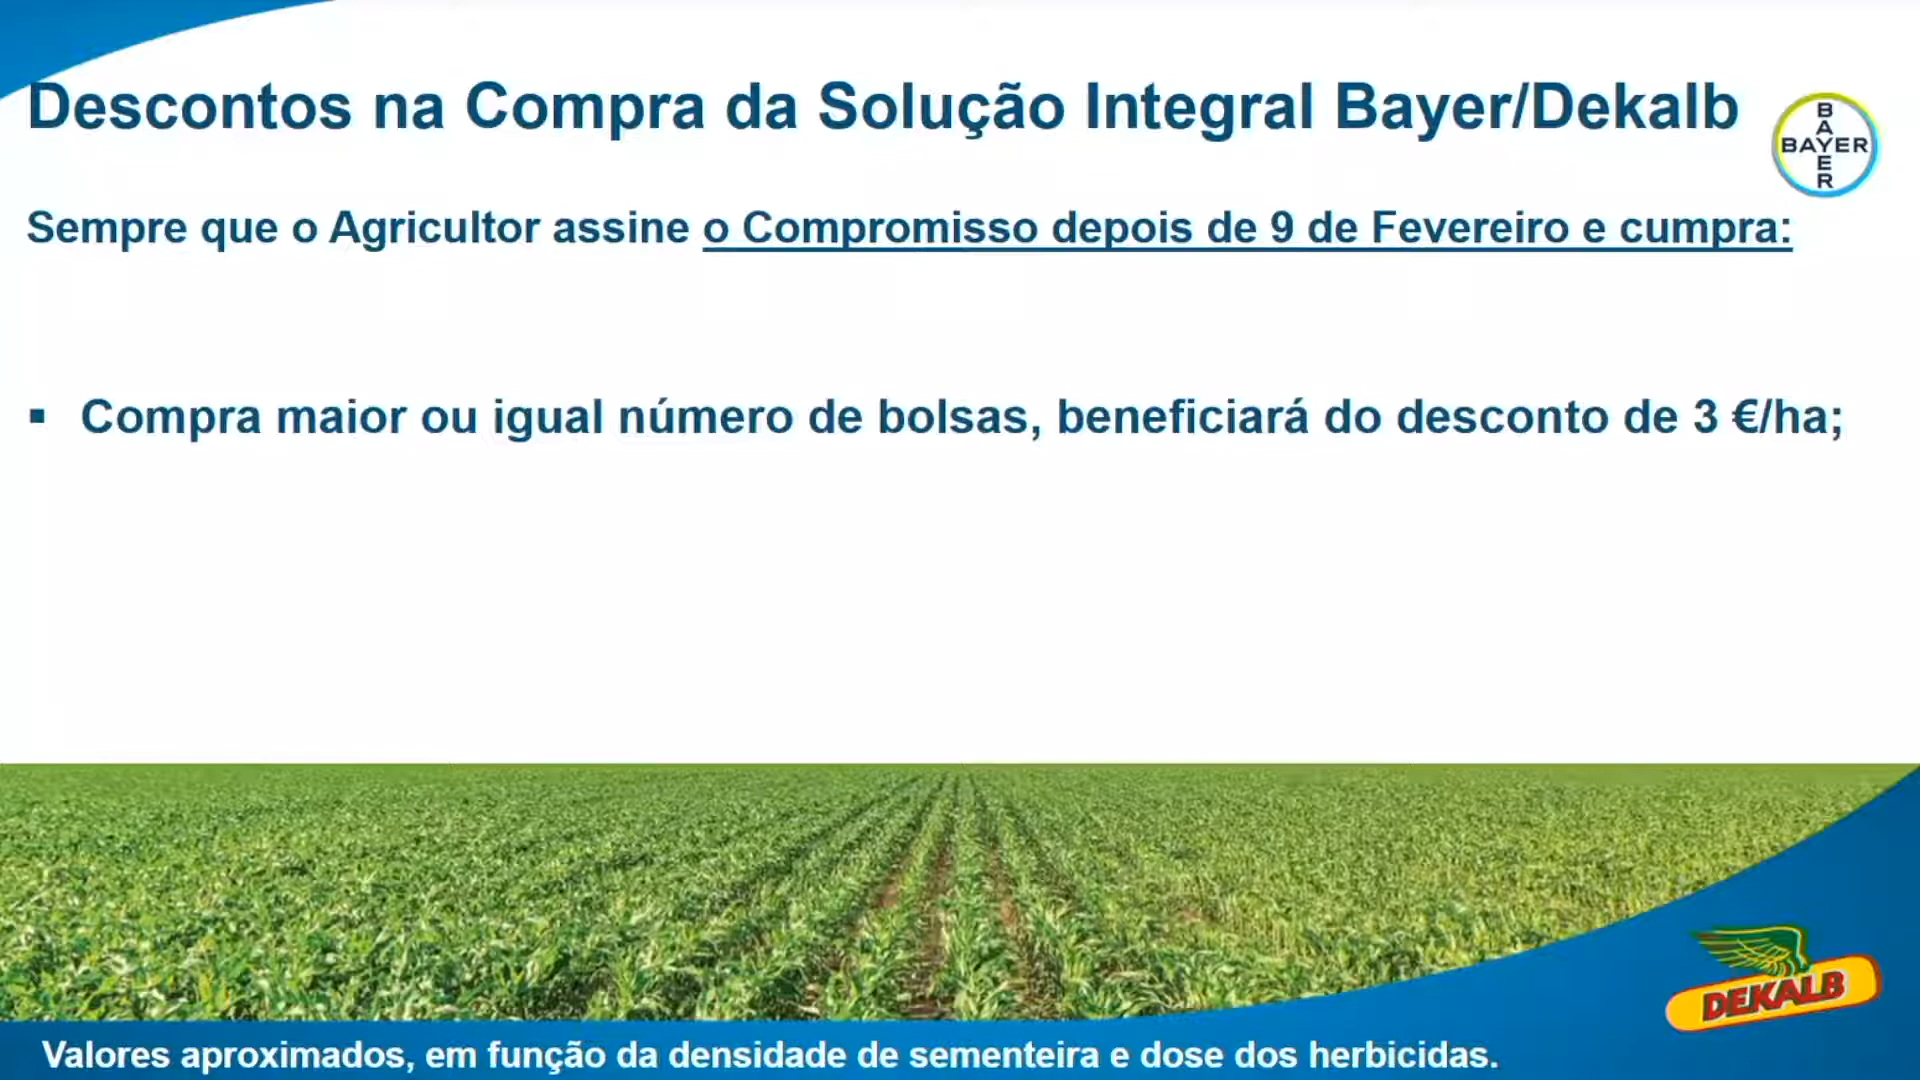 Descontos na Compra da Solução Integral Bayer/Dekalb
BAYER
BAYER
Sempre que o Agricultor assine o Compromisso depois de 9 de Fevereiro e cumpra:
▪ Compra maior ou igual número de bolsas, beneficiará do desconto de 3 €/ha;
DEKALB
Valores aproximados, em função da densidade de sementeira e dose dos herbicidas.